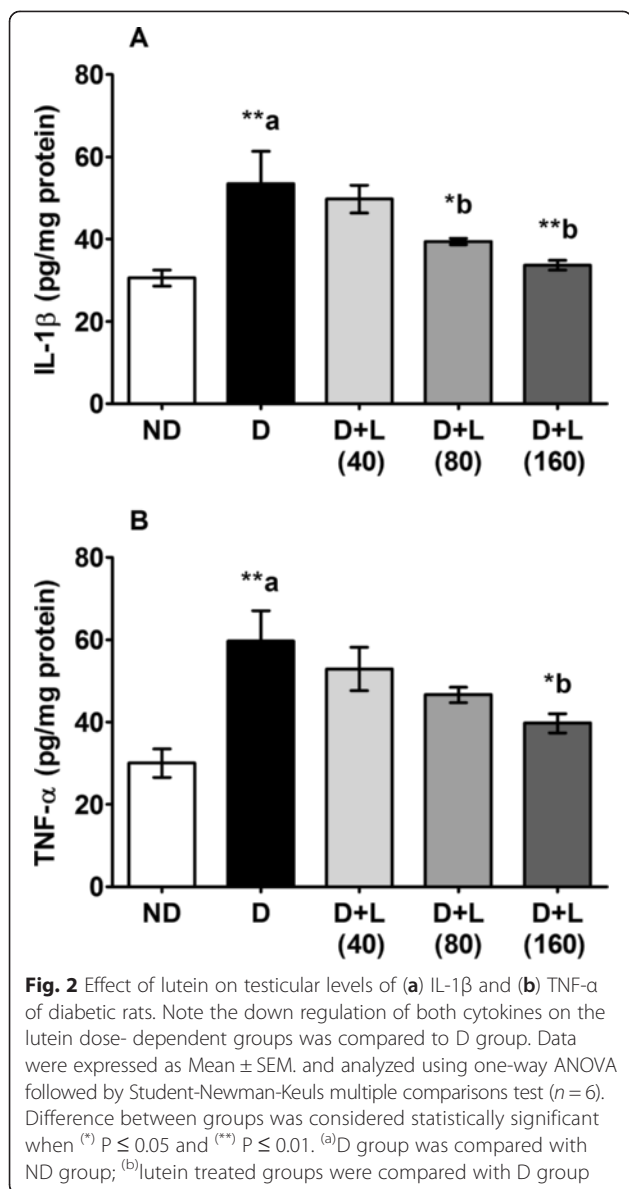 A
80
60
40
20
0
IL-1β (pg/mg protein)
**a
*b
**b
ND D D+L D+L D+L
(40) (80) (160)
B
80
60
40
20
0
TNF-α (pg/mg protein)
**a
*b
ND D D+L D+L D+L
(40) (80) (160)
Fig. 2 Effect of lutein on testicular levels of (a) IL-1β and (b) TNF-α
of diabetic rats. Note the down regulation of both cytokines on the
lutein dose- dependent groups was compared to D group. Data
were expressed as Mean ± SEM. and analyzed using one-way ANOVA
followed by Student-Newman-Keuls multiple comparisons test (n = 6).
Difference between groups was considered statistically significant
when (*) P ≤ 0.05 and (**) P ≤ 0.01. (a)D group was compared with
ND group; (b)lutein treated groups were compared with D group